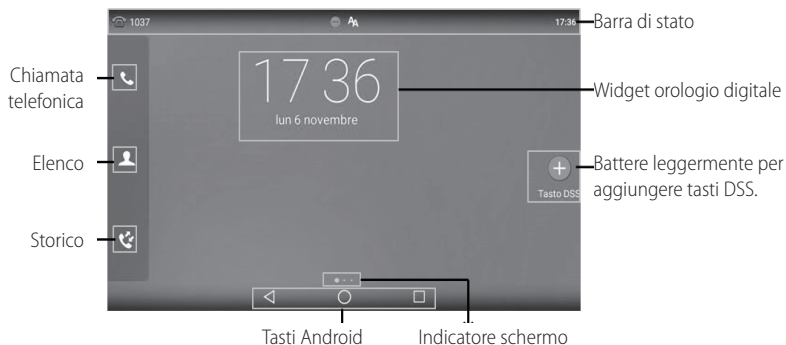 1037
AA
17:36
Barra di stato
Chiamata
telefonica
17 36
lun 6 novembre
Widget orologio digitale
Elenco
Battere leggermente per
aggiungere tasti DSS.
Tasto DSS
Storico
Tasti Android
Indicatore schermo